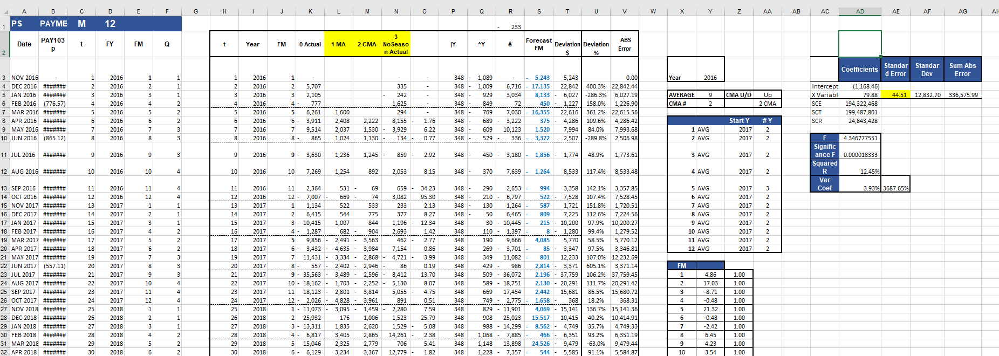 A B C D E F G H I J K L M N O P Q R S T U V W X Y Z AA AB AC AD AE AF AG AH
1 PS PAYME M 12 - 233
2 Date PAY103 p t FY FM Q t Year FM 0 Actual 1 MA 2 CMA 3 NoSeason Actual |Y ^Y ê Forecast FM Deviation $ Deviation % ABS Error
Coefficients Standard Error Standar Dev Sum Abs Error
3 NOV 2016 - 1 2016 1 1 1 2016 1 - - - 348 - 1,089 - - 5,243 5,243 0.00 Year 2016
4 DEC 2016 ####### 2 2016 2 1 2 2016 2 5,707 335 - 348 - 1,009 6,716 - 17,135 22,842 400.3% 22,842.44 Intercept (1,168.46)
5 JAN 2016 ####### 3 2016 3 1 3 2016 3 2,105 - 242 - 348 - 929 3,034 8,133 - 6,027 -286.3% 6,027.19 AVERAGE 9 CMA U/D Up X Variabl 79.88 44.51 12,832.70 336,575.99
6 FEB 2016 (776.57) 4 2016 4 2 4 2016 4 - 777 1,625 - 348 - 849 72 450 - 1,227 158.0% 1,226.90 CMA # 2 2 CMA SCE 194,322,468
7 MAR 2016 ####### 5 2016 5 2 5 2016 5 6,261 1,600 294 - 348 - 769 7,030 - 16,355 22,616 361.2% 22,615.56 SCT 199,487,801
8 APR 2016 ####### 6 2016 6 2 6 2016 6 - 3,911 2,408 2,222 8,155 - 1.76 348 - 689 - 3,222 375 - 4,286 109.6% 4,286.42 Start Y # Y SCR 24,843,428
9 MAY 2016 ####### 7 2016 7 3 7 2016 7 9,514 2,037 1,530 - 3,929 6.22 348 - 609 10,123 1,520 7,994 84.0% 7,993.68 1 AVG 2017 2
10 JUN 2016 (865.12) 8 2016 8 3 8 2016 8 - 865 1,024 1,130 - 134 - 0.77 348 - 529 - 336 - 3,372 2,507 -289.8% 2,506.98 2 AVG 2017 2 F 4.346777551
11 JUL 2016 ####### 9 2016 9 3 9 2016 9 - 3,630 1,236 1,245 - 859 - 2.92 348 - 450 - 3,180 - 1,856 - 1,774 48.9% 1,773.61 3 AVG 2017 2 Significance F 0.000018333
12 AUG 2016 ####### 10 2016 10 4 10 2016 10 7,269 1,254 892 2,053 8.15 348 - 370 7,639 - 1,264 8,533 117.4% 8,533.48 4 AVG 2017 2 Squared R 12.45%
13 SEP 2016 ####### 11 2016 11 4 11 2016 11 2,364 531 - 69 659 - 34.23 348 - 290 2,653 - 994 3,358 142.1% 3,357.85 5 AVG 2017 3 Var Coef 3.93% 3687.65%
14 OCT 2016 ####### 12 2016 12 4 12 2016 12 - 7,007 - 669 - 74 3,082 95.30 348 - 210 - 6,797 522 - 7,528 107.4% 7,528.45 6 AVG 2017 2
15 NOV 2017 ####### 13 2017 1 1 13 2017 1 1,134 522 533 233 2.13 348 - 130 1,264 - 587 1,721 151.8% 1,720.51 7 AVG 2017 2
16 DEC 2017 ####### 14 2017 2 1 14 2017 2 6,415 544 775 377 8.27 348 - 50 6,465 - 809 7,225 112.6% 7,224.56 8 AVG 2017 2
17 JAN 2017 ####### 15 2017 3 1 15 2017 3 - 10,415 1,007 844 1,196 - 12.34 348 30 - 10,445 - 215 - 10,200 97.9% 10,200.27 9 AVG 2017 2
18 FEB 2017 ####### 16 2017 4 2 16 2017 4 - 1,287 682 - 904 2,693 1.42 348 110 - 1,397 - 8 - 1,280 99.4% 1,279.52 10 AVG 2017 2
19 MAR 2017 ####### 17 2017 5 2 17 2017 5 9,856 - 2,491 - 3,563 462 - 2.77 348 190 9,666 4,085 5,770 58.5% 5,770.12 11 AVG 2017 2
20 APR 2017 ####### 18 2017 6 2 18 2017 6 - 3,432 - 4,635 - 3,984 7,154 0.86 348 269 - 3,701 - 85 - 3,347 97.5% 3,346.81 12 AVG 2017 2
21 MAY 2017 ####### 19 2017 7 3 19 2017 7 11,431 - 3,334 - 2,868 - 4,721 - 3.99 348 349 11,082 - 801 12,233 107.0% 12,232.69
22 JUN 2017 (557.11) 20 2017 8 3 20 2017 8 - 557 - 2,402 - 2,946 - 86 0.19 348 429 - 986 2,814 - 3,371 605.1% 3,371.14 FM
23 JUL 2017 ####### 21 2017 9 3 21 2017 9 - 35,563 - 3,489 - 2,596 - 8,412 13.70 348 509 - 36,072 2,196 - 37,759 106.2% 37,759.45 1 4.86 1.00
24 AUG 2017 ####### 22 2017 10 4 22 2017 10 - 18,162 - 1,703 - 2,252 - 5,130 8.07 348 589 - 18,751 2,130 - 20,291 111.7% 20,291.42 2 17.03 1.00
25 SEP 2017 ####### 23 2017 11 4 23 2017 11 18,123 - 2,801 - 3,814 5,055 - 4.75 348 669 17,454 2,442 15,681 86.5% 15,680.72 3 -8.71 1.00
26 OCT 2017 ####### 24 2017 12 4 24 2017 12 - 2,026 - 4,828 - 3,961 891 0.51 348 749 - 2,775 - 1,658 - 368 18.2% 368.31 4 -0.48 1.00
27 NOV 2018 ####### 25 2018 1 1 25 2018 1 - 11,073 - 3,095 - 1,459 - 2,280 7.59 348 829 - 11,901 4,069 - 15,141 136.7% 15,141.36 5 21.32 1.00
28 DEC 2018 ####### 26 2018 2 1 26 2018 2 25,932 176 1,006 1,523 25.79 348 908 25,023 15,517 10,415 40.2% 10,414.91 6 -0.48 1.00
29 JAN 2018 ####### 27 2018 3 1 27 2018 3 - 13,311 1,835 2,620 1,529 - 5.08 348 988 - 14,299 - 8,562 - 4,749 35.7% 4,749.33 7 -2.42 1.00
30 FEB 2018 ####### 28 2018 4 2 28 2018 4 - 6,817 3,405 2,865 14,261 - 2.38 348 1,068 - 7,885 - 466 - 6,351 93.2% 6,351.19 8 6.45 1.00
31 MAR 2018 ####### 29 2018 5 2 29 2018 5 15,046 2,325 2,779 706 5.41 348 1,148 13,898 24,526 - 9,479 -63.0% 9,479.44 9 4.23 1.00
32 APR 2018 ####### 30 2018 6 2 30 2018 6 - 6,129 3,234 3,367 12,779 - 1.82 348 1,228 - 7,357 - 544 - 5,585 91.1% 5,584.87 10 3.54 1.00